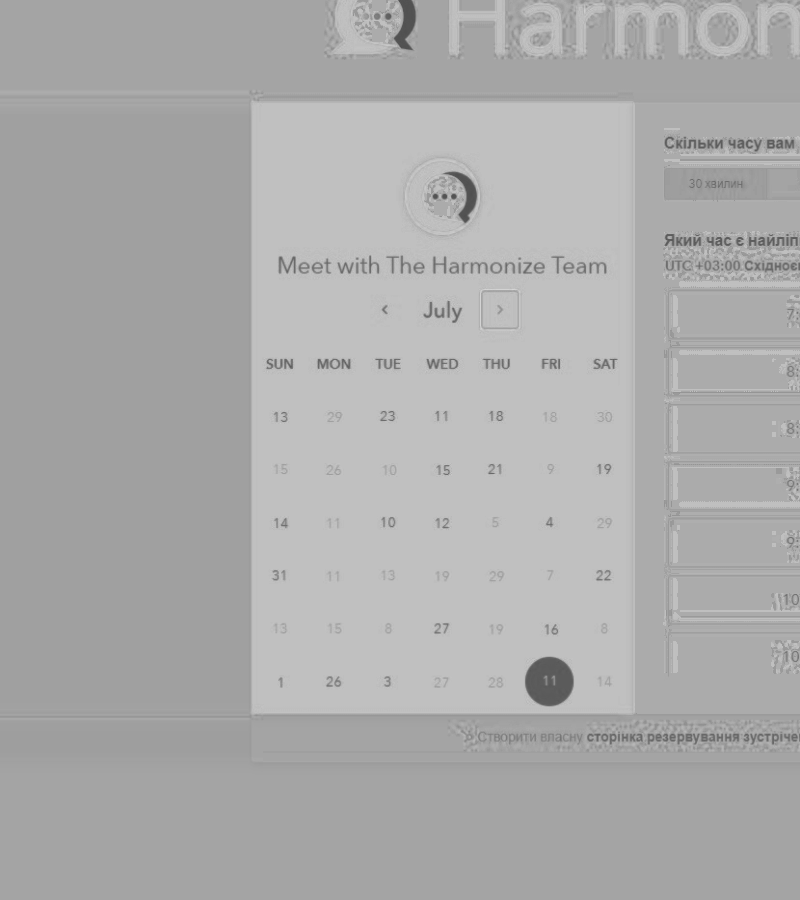 Harmon
Скільки часу вам
30 хвилин
Meet with The Harmonize Team
‹ July ›
Який час є найліп
UTC +03:00 Східноє
SUN MON TUE WED THU FRI SAT
13 29 23 11 18 18 30
15 26 10 15 21 9 19
14 11 10 12 5 4 29
31 11 13 19 29 7 22
13 15 8 27 19 16 8
1 26 3 27 28 11 14
7:
8:
8:
9:
9:
10
10
Створити власну сторінка резервування зустріче